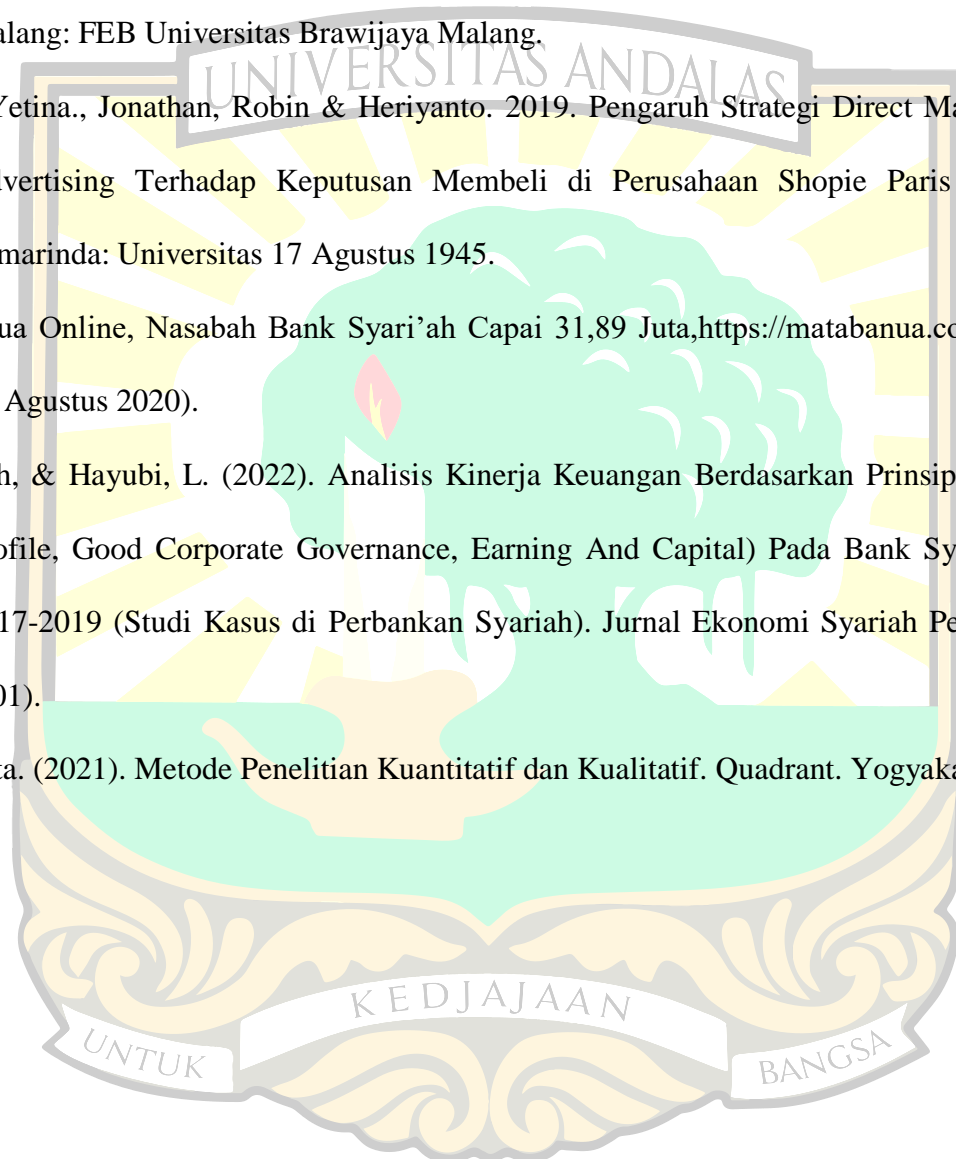 alang: FEB Universitas Brawijaya Malang.
UNIVERSITAS ANDALAS
Yetina., Jonathan, Robin & Heriyanto. 2019. Pengaruh Strategi Direct Ma
dvertising Terhadap Keputusan Membeli di Perusahaan Shopie Paris
marinda: Universitas 17 Agustus 1945.
ua Online, Nasabah Bank Syari’ah Capai 31,89 Juta,https://matabanua.co
Agustus 2020).
h, & Hayubi, L. (2022). Analisis Kinerja Keuangan Berdasarkan Prinsip
ofile, Good Corporate Governance, Earning And Capital) Pada Bank Sy
17-2019 (Studi Kasus di Perbankan Syariah). Jurnal Ekonomi Syariah Pe
01).
ta. (2021). Metode Penelitian Kuantitatif dan Kualitatif. Quadrant. Yogyaka
UNTUK KEDJAJAAN BANGSA